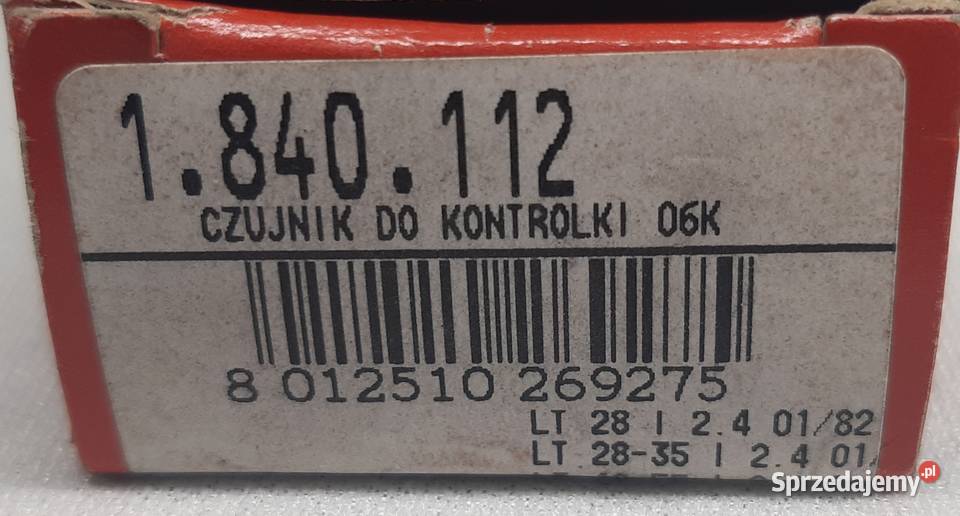 1.840.112
CZUJNIK DO KONTROLKI 06K
8 012510 269275
LT 28 I 2.4 01/82
LT 28-35 I 2.4 01/
Sprzedajemy.pl